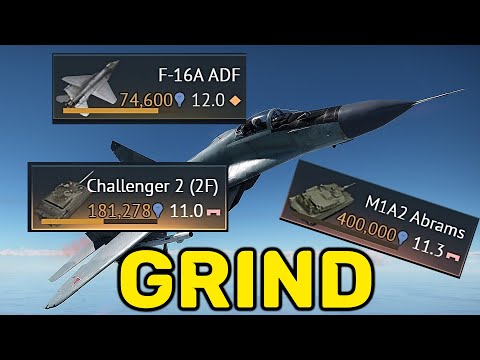 F-16A ADF
74,600 12.0
Challenger 2 (2F)
181,278 11.0
M1A2 Abrams
400,000 11.3
GRIND